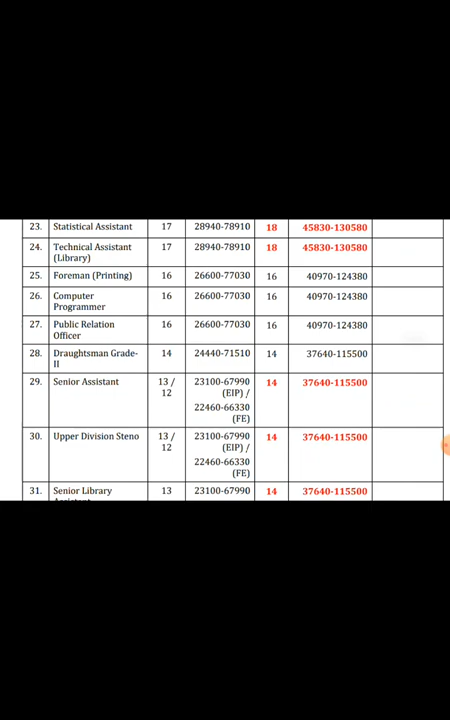 23. Statistical Assistant 17 28940-78910 18 45830-130580
24. Technical Assistant 17 28940-78910 18 45830-130580
(Library)
25. Foreman (Printing) 16 26600-77030 16 40970-124380
26. Computer 16 26600-77030 16 40970-124380
Programmer
27. Public Relation 16 26600-77030 16 40970-124380
Officer
28. Draughtsman Grade- 14 24440-71510 14 37640-115500
II
29. Senior Assistant 13 / 23100-67990 14 37640-115500
12 (EIP) /
22460-66330
(FE)
30. Upper Division Steno 13 / 23100-67990 14 37640-115500
12 (EIP) /
22460-66330
(FE)
31. Senior Library 13 23100-67990 14 37640-115500